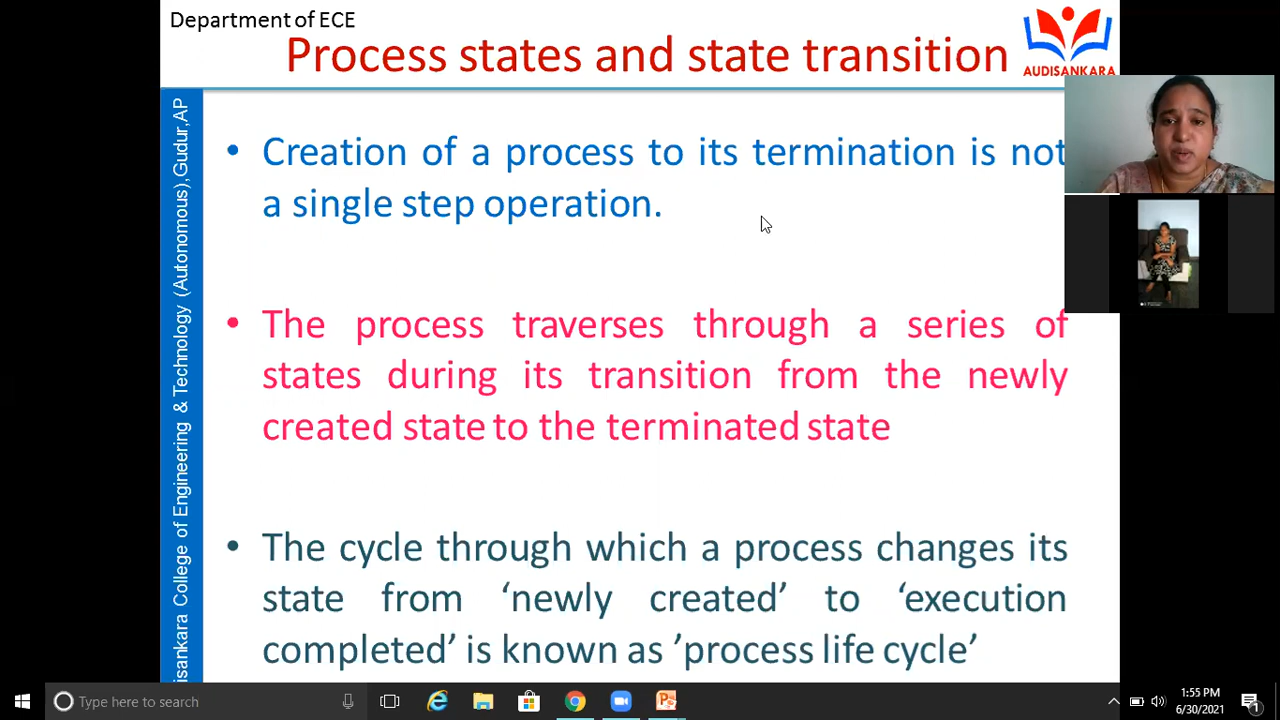 Department of ECE
Process states and state transition
AUDISANKARA
isankara College of Engineering & Technology (Autonomous),Gudur,AP
• Creation of a process to its termination is not
a single step operation.
• The process traverses through a series of
states during its transition from the newly
created state to the terminated state
• The cycle through which a process changes its
state from ‘newly created’ to ‘execution
completed’ is known as ’process life cycle’
Type here to search
1:55 PM
6/30/2021